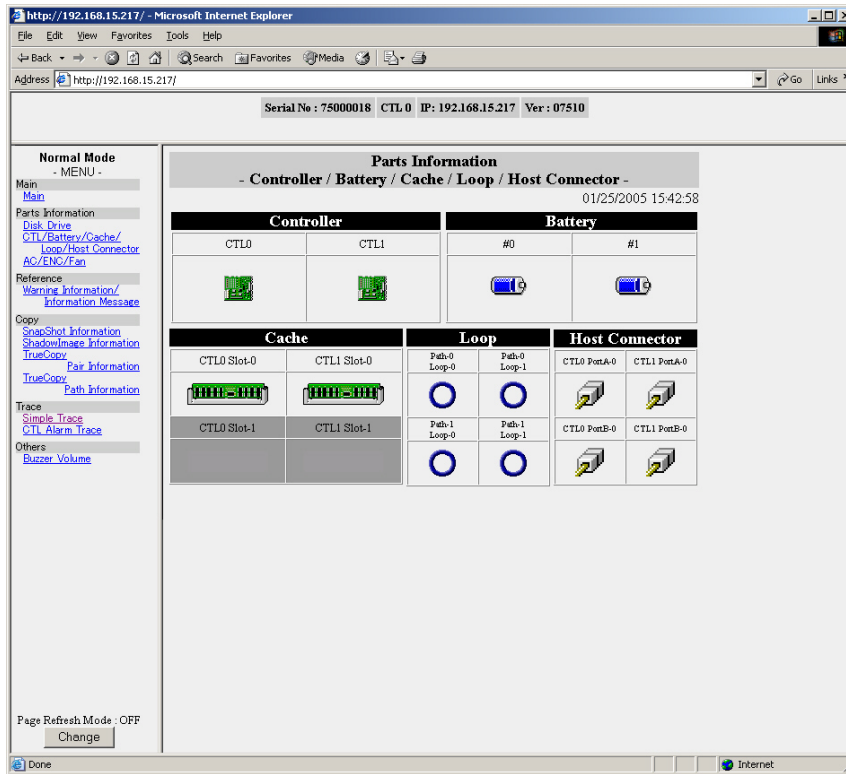 http://192.168.15.217/ - Microsoft Internet Explorer
File Edit View Favorites Tools Help
Back Search Favorites Media
Address http://192.168.15.217/ Go Links
Serial No : 75000018 CTL 0 IP: 192.168.15.217 Ver : 07510
Normal Mode
- MENU -
Main
Main
Parts Information
Disk Drive
CTL/Battery/Cache/
Loop/Host Connector
AC/ENC/Fan
Reference
Warning Information/
Information Message
Copy
SnapShot Information
ShadowImage Information
TrueCopy
Pair Information
TrueCopy
Path Information
Trace
Simple Trace
CTL Alarm Trace
Others
Buzzer Volume
Page Refresh Mode : OFF
Change
Parts Information
- Controller / Battery / Cache / Loop / Host Connector -
01/25/2005 15:42:58
Controller Battery
CTL0 CTL1 #0 #1
Cache Loop Host Connector
CTL0 Slot-0 CTL1 Slot-0 Path-0 Loop-0 Path-0 Loop-1 CTL0 PortA-0 CTL1 PortA-0
CTL0 Slot-1 CTL1 Slot-1 Path-1 Loop-0 Path-1 Loop-1 CTL0 PortB-0 CTL1 PortB-0
Done Internet